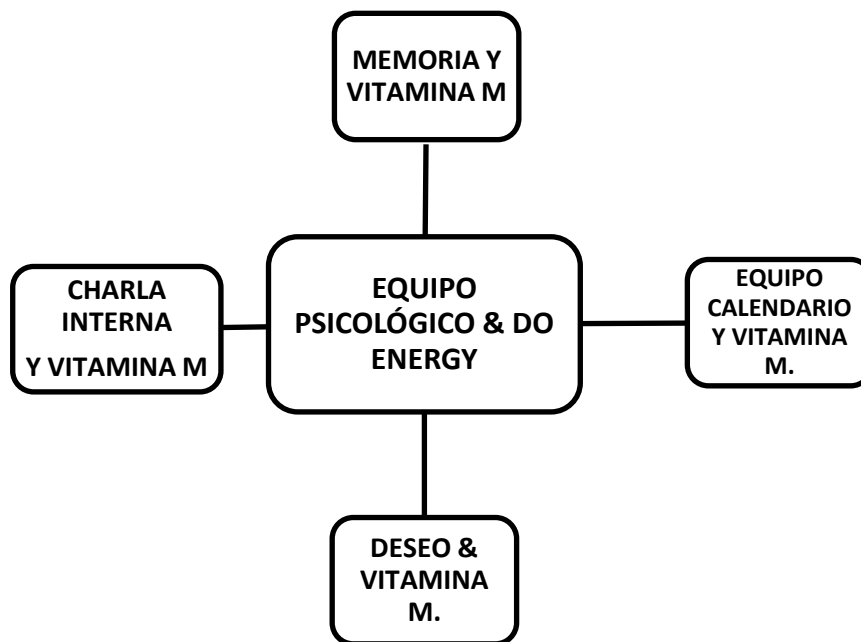 MEMORIA Y
VITAMINA M
CHARLA
INTERNA
Y VITAMINA M
EQUIPO
PSICOLÓGICO & DO
ENERGY
EQUIPO
CALENDARIO
Y VITAMINA
M.
DESEO &
VITAMINA
M.